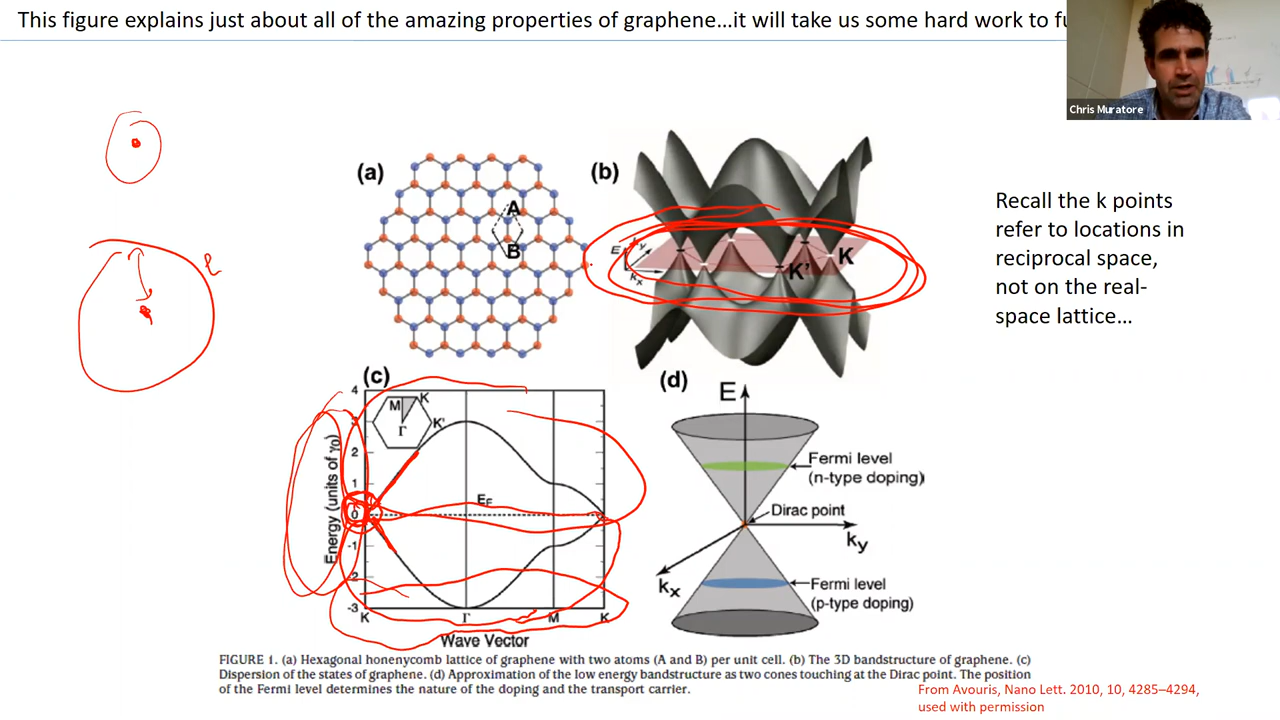 This figure explains just about all of the amazing properties of graphene…it will take us some hard work to fu
Chris Muratore
(a)
A
B
(b)
E
ky
kx
K'
K
Recall the k points
refer to locations in
reciprocal space,
not on the real-
space lattice…
(c)
Energy (units of γ0)
4
3
2
1
0
-1
-2
-3
M
K
K'
Γ
EF
K
Γ
M
K
Wave Vector
(d)
E
Fermi level
(n-type doping)
Dirac point
ky
kx
Fermi level
(p-type doping)
FIGURE 1. (a) Hexagonal honenycomb lattice of graphene with two atoms (A and B) per unit cell. (b) The 3D bandstructure of graphene. (c)
Dispersion of the states of graphene. (d) Approximation of the low energy bandstructure as two cones touching at the Dirac point. The position
of the Fermi level determines the nature of the doping and the transport carrier.
From Avouris, Nano Lett. 2010, 10, 4285–4294,
used with permission